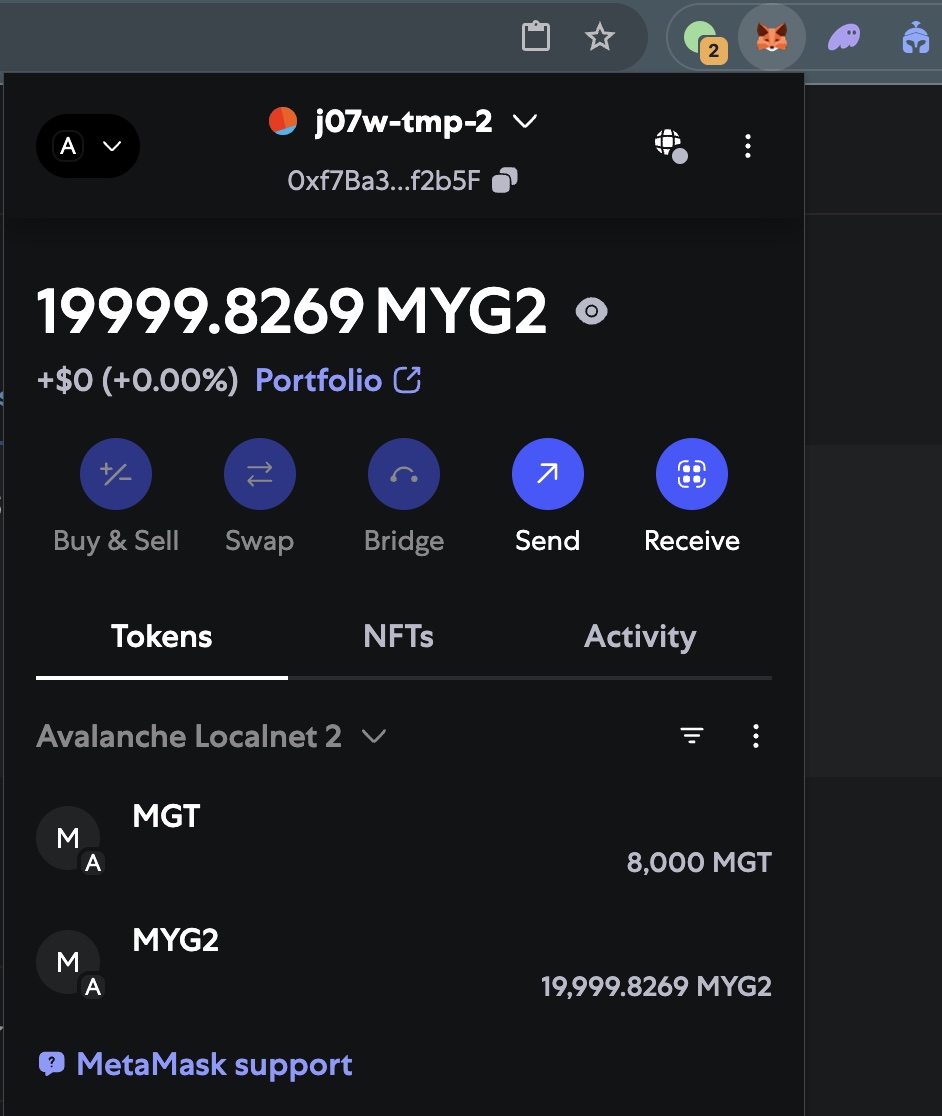 2
A
j07w-tmp-2
0xf7Ba3...f2b5F
19999.8269 MYG2
+$0 (+0.00%) Portfolio
Buy & Sell
Swap
Bridge
Send
Receive
Tokens
NFTs
Activity
Avalanche Localnet 2
M
A
MGT
8,000 MGT
M
A
MYG2
19,999.8269 MYG2
? MetaMask support